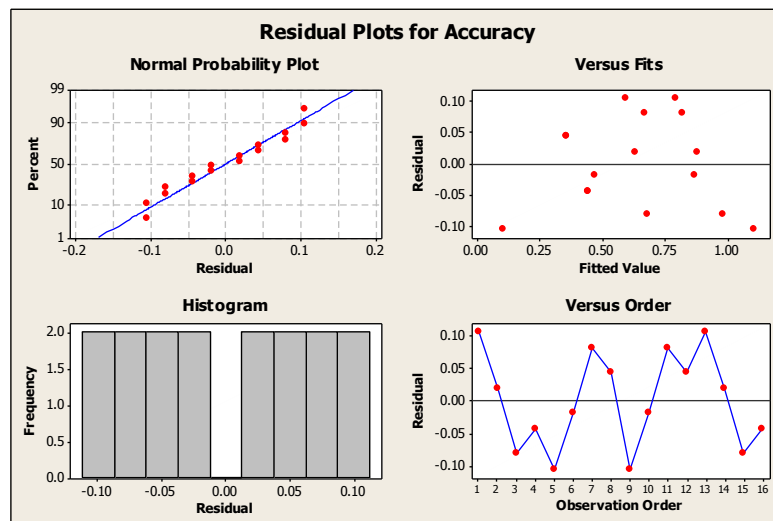 Residual Plots for Accuracy
Normal Probability Plot
99
90
50
10
1
Percent
-0.2 -0.1 0.0 0.1 0.2
Residual
Versus Fits
0.10
0.05
0.00
-0.05
-0.10
Residual
0.00 0.25 0.50 0.75 1.00
Fitted Value
Histogram
2.0
1.5
1.0
0.5
0.0
Frequency
-0.10 -0.05 0.00 0.05 0.10
Residual
Versus Order
0.10
0.05
0.00
-0.05
-0.10
Residual
1 2 3 4 5 6 7 8 9 10 11 12 13 14 15 16
Observation Order